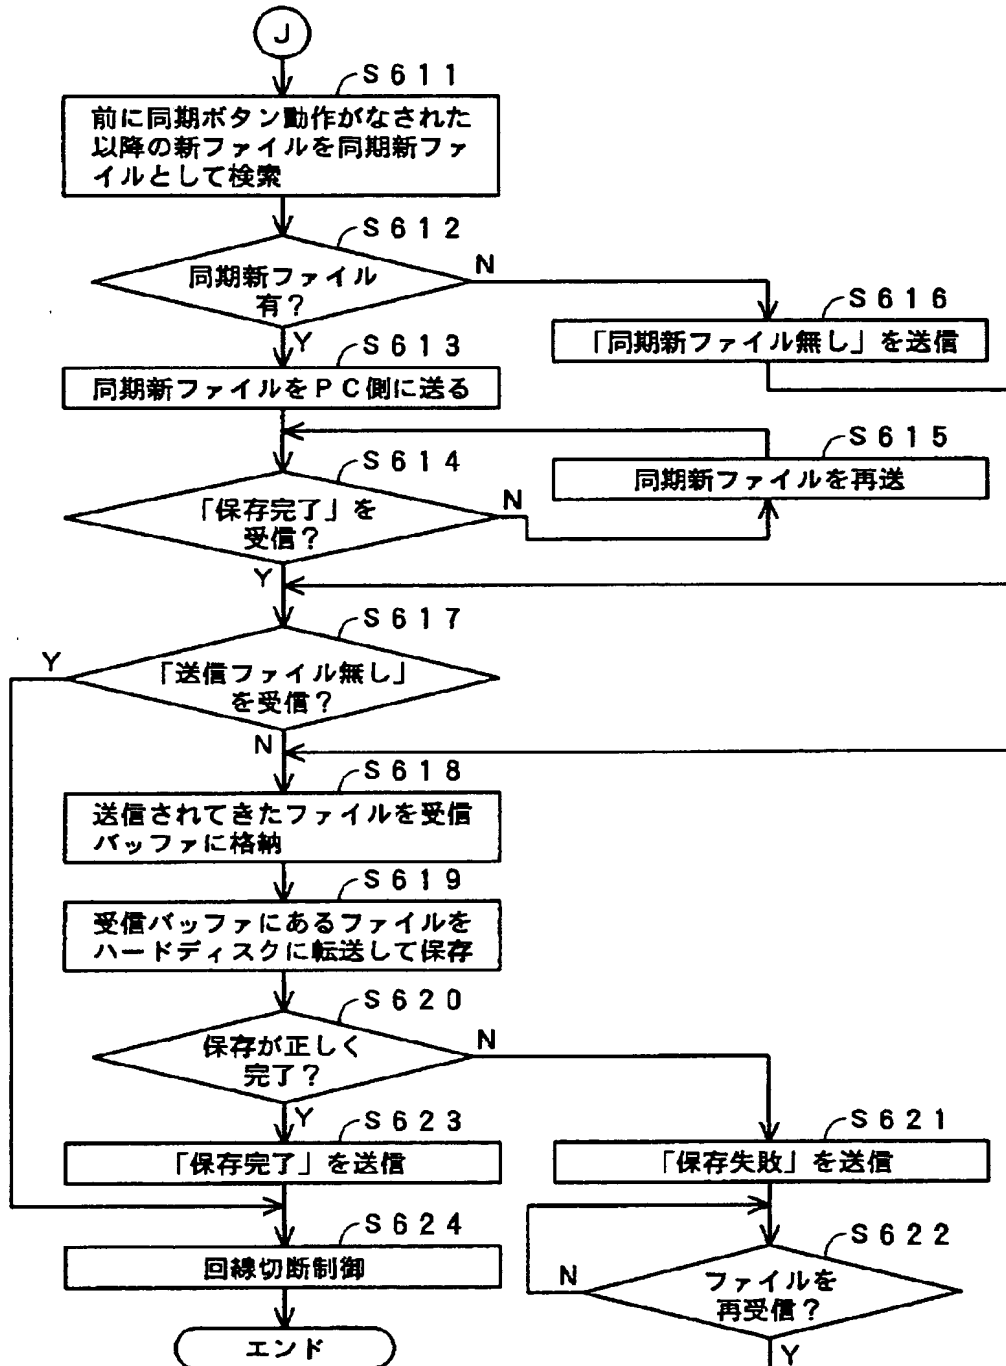 J
S611
前に同期ボタン動作がなされた
以降の新ファイルを同期新ファ
イルとして検索
S612
同期新ファイル
有？
N
Y
S616
「同期新ファイル無し」を送信
S613
同期新ファイルをPC側に送る
S615
同期新ファイルを再送
S614
「保存完了」を
受信？
N
Y
S617
「送信ファイル無し」
を受信？
Y
N
S618
送信されてきたファイルを受信
バッファに格納
S619
受信バッファにあるファイルを
ハードディスクに転送して保存
S620
保存が正しく
完了？
N
Y
S623
「保存完了」を送信
S621
「保存失敗」を送信
S624
回線切断制御
S622
ファイルを
再受信？
N
Y
エンド